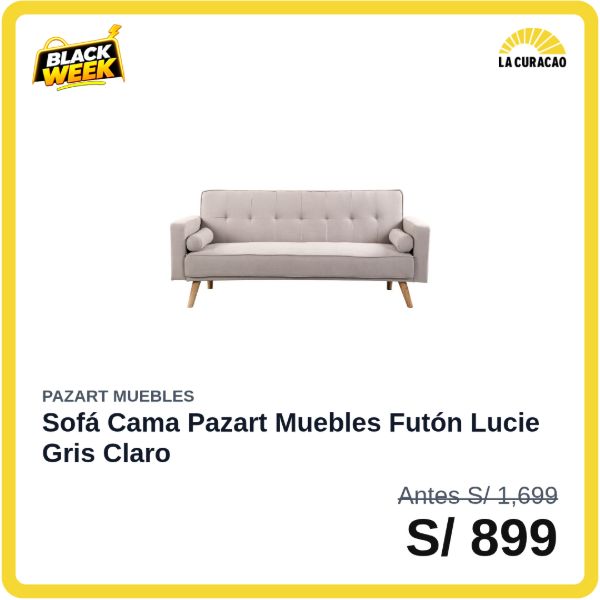 BLACK
WEEK
LA CURACAO
PAZART MUEBLES
Sofá Cama Pazart Muebles Futón Lucie
Gris Claro
Antes S/ 1,699
S/ 899